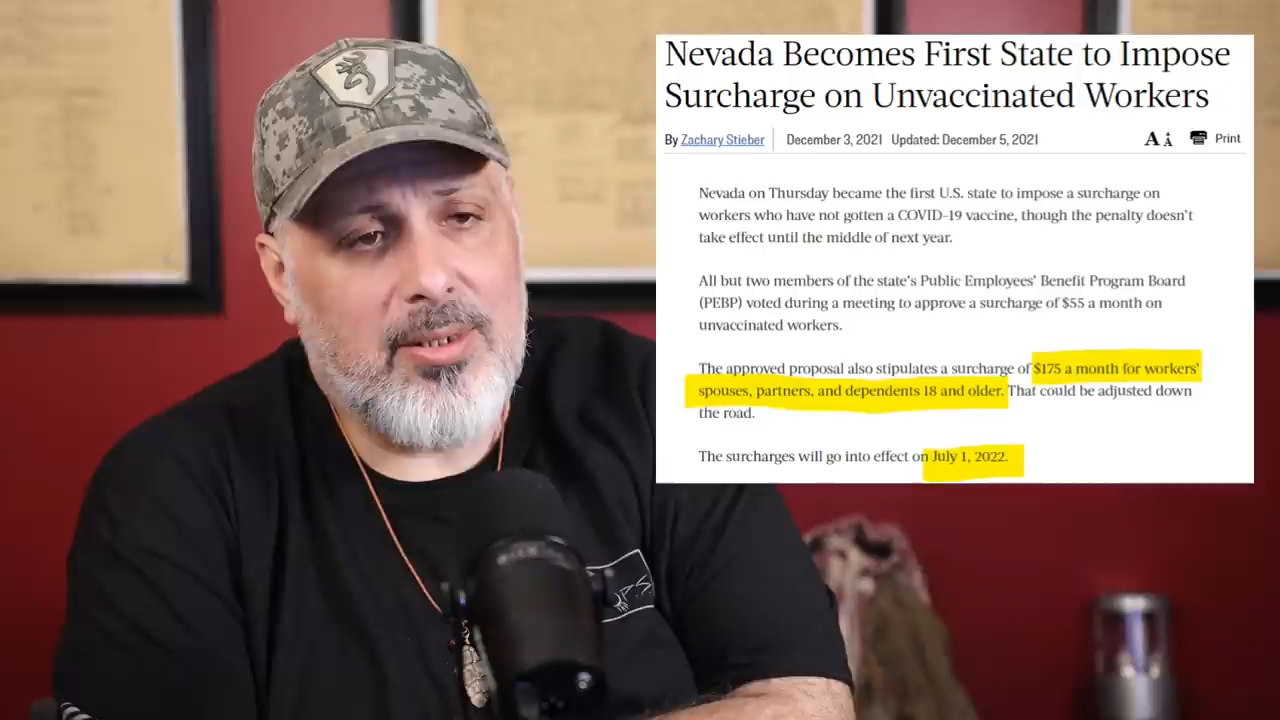 Nevada Becomes First State to Impose
Surcharge on Unvaccinated Workers
By Zachary Stieber December 3, 2021 Updated: December 5, 2021 A A Print
Nevada on Thursday became the first U.S. state to impose a surcharge on
workers who have not gotten a COVID-19 vaccine, though the penalty doesn't
take effect until the middle of next year.
All but two members of the state's Public Employees' Benefit Program Board
(PEBP) voted during a meeting to approve a surcharge of $55 a month on
unvaccinated workers.
The approved proposal also stipulates a surcharge of $175 a month for workers'
spouses, partners, and dependents 18 and older. That could be adjusted down
the road.
The surcharges will go into effect on July 1, 2022.